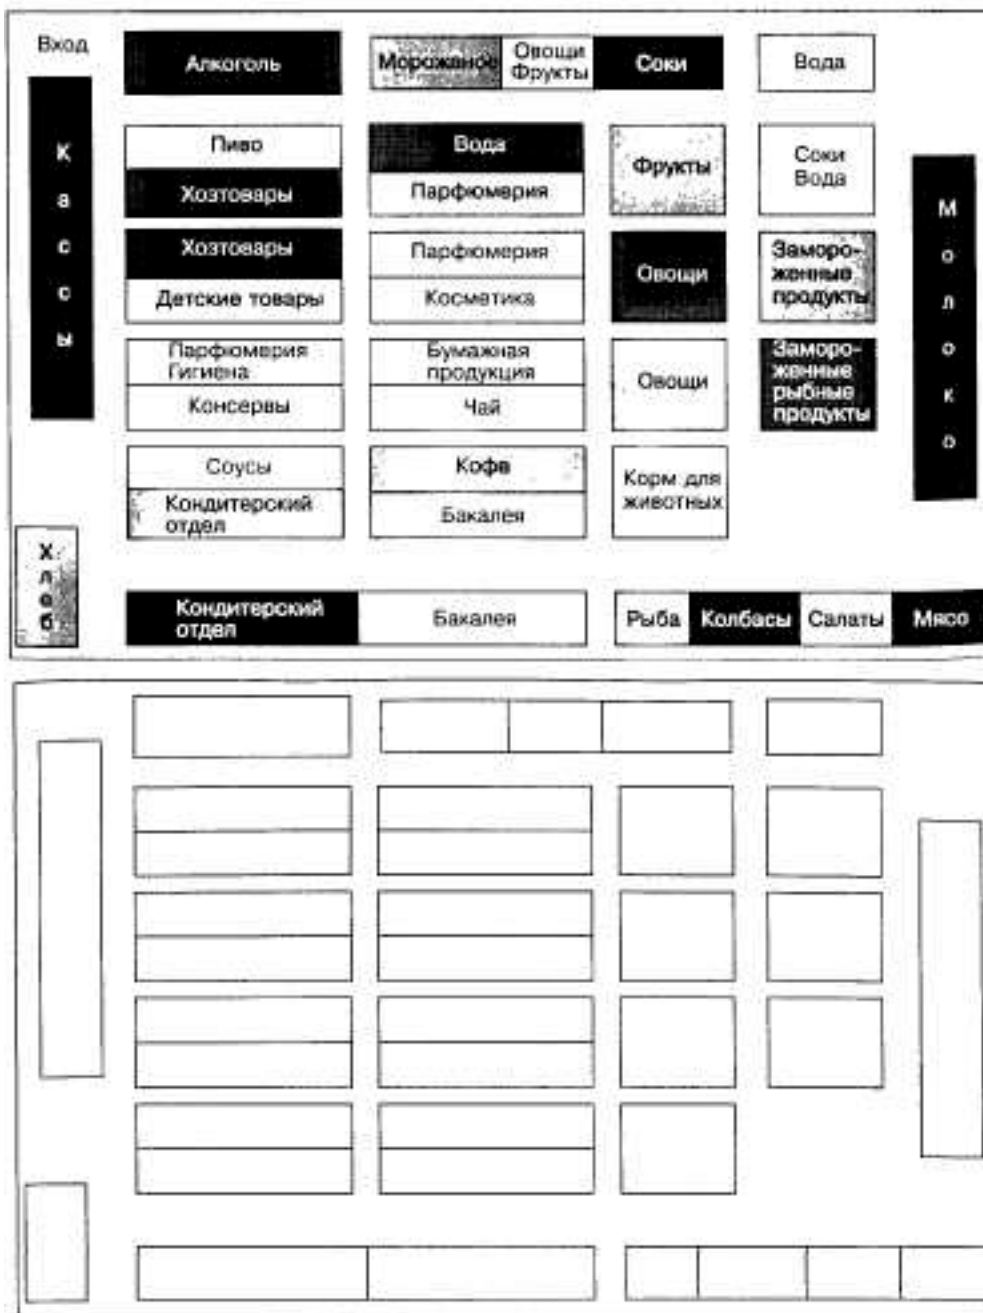 Вход
Алкоголь
Мороженое
Овощи
Фрукты
Соки
Вода
К
а
с
с
ы
Пиво
Хозтовары
Вода
Парфюмерия
Фрукты
Соки
Вода
М
о
л
о
к
о
Хозтовары
Детские товары
Парфюмерия
Косметика
Овощи
Заморо-
женные
продукты
Парфюмерия
Гигиена
Консервы
Бумажная
продукция
Чай
Овощи
Заморо-
женные
рыбные
продукты
Соусы
Кондитерский
отдел
Кофе
Бакалея
Корм для
животных
Х
л
е
б
Кондитерский
отдел
Бакалея
Рыба
Колбасы
Салаты
Мясо